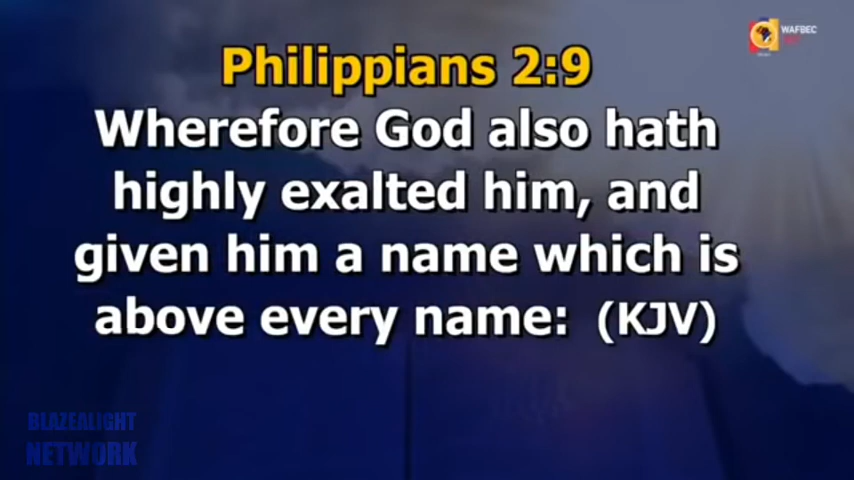 WAFBEC
Philippians 2:9
Wherefore God also hath
highly exalted him, and
given him a name which is
above every name: (KJV)
BLAZEALIGHT
NETWORK